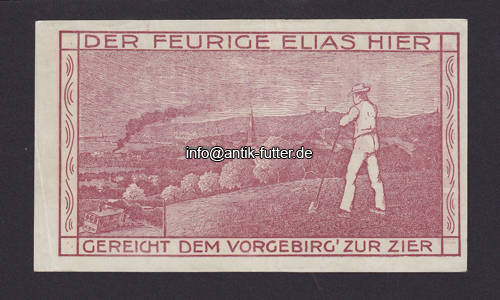 DER FEURIGE ELIAS HIER
info@antik-futter.de
GEREICHT DEM VORGEBIRG' ZUR ZIER